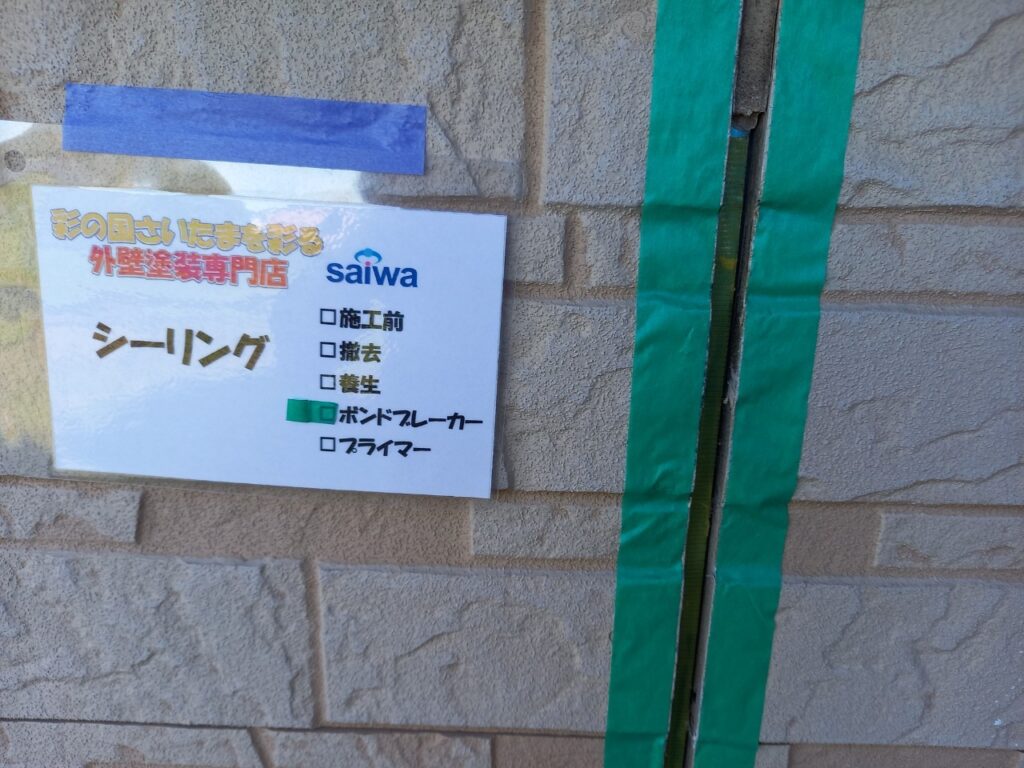 彩の国さいたまを彩る
外壁塗装専門店
saiwa
シーリング
□施工前
□撤去
□養生
□ボンドブレーカー
□プライマー